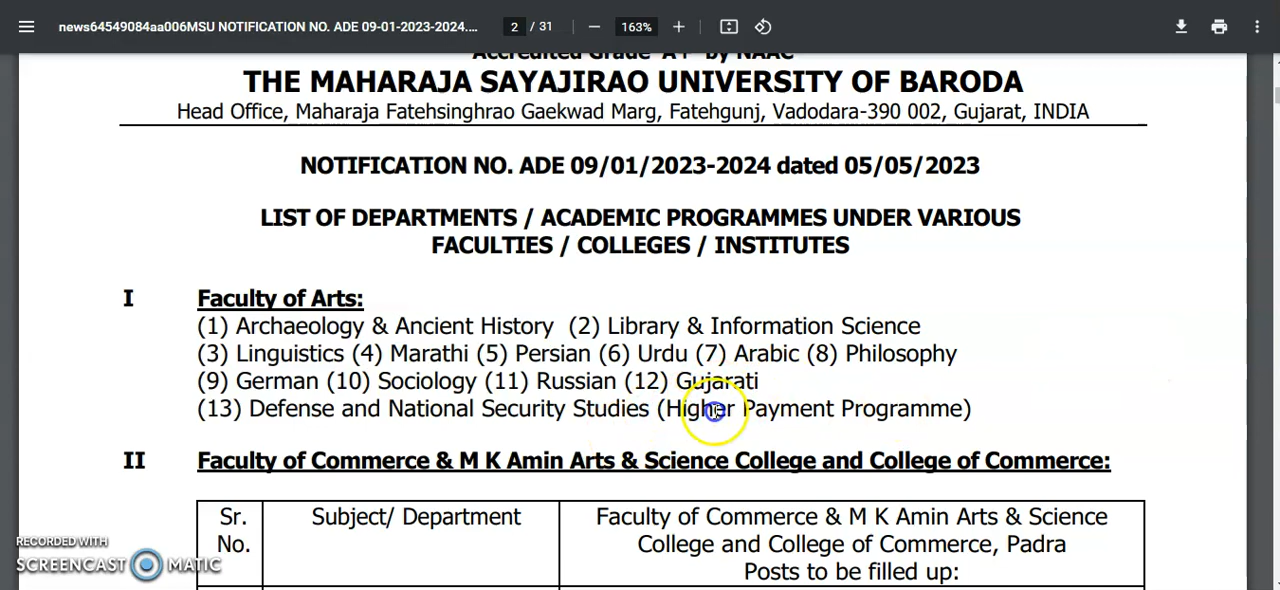 news64549084aa006MSU NOTIFICATION NO. ADE 09-01-2023-2024....
2 / 31
163%
Accredited Grade 'A+' by NAAC
THE MAHARAJA SAYAJIRAO UNIVERSITY OF BARODA
Head Office, Maharaja Fatehsinghrao Gaekwad Marg, Fatehgunj, Vadodara-390 002, Gujarat, INDIA
NOTIFICATION NO. ADE 09/01/2023-2024 dated 05/05/2023
LIST OF DEPARTMENTS / ACADEMIC PROGRAMMES UNDER VARIOUS
FACULTIES / COLLEGES / INSTITUTES
I Faculty of Arts:
(1) Archaeology & Ancient History (2) Library & Information Science
(3) Linguistics (4) Marathi (5) Persian (6) Urdu (7) Arabic (8) Philosophy
(9) German (10) Sociology (11) Russian (12) Gujarati
(13) Defense and National Security Studies (Higher Payment Programme)
II Faculty of Commerce & M K Amin Arts & Science College and College of Commerce:
Sr. No.
Subject/ Department
Faculty of Commerce & M K Amin Arts & Science
College and College of Commerce, Padra
Posts to be filled up:
RECORDED WITH
SCREENCAST MATIC